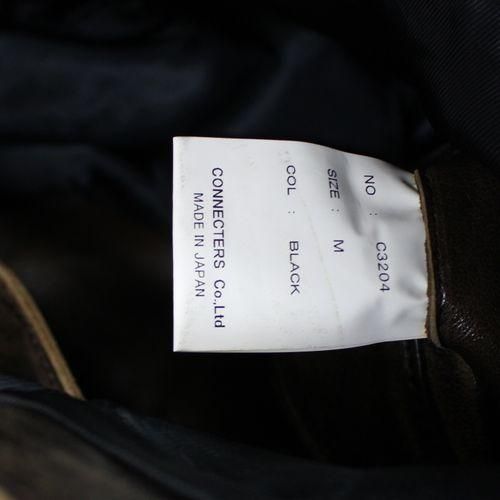 NO : C3204
SIZE : M
COL : BLACK
CONNECTERS Co.,Ltd
MADE IN JAPAN